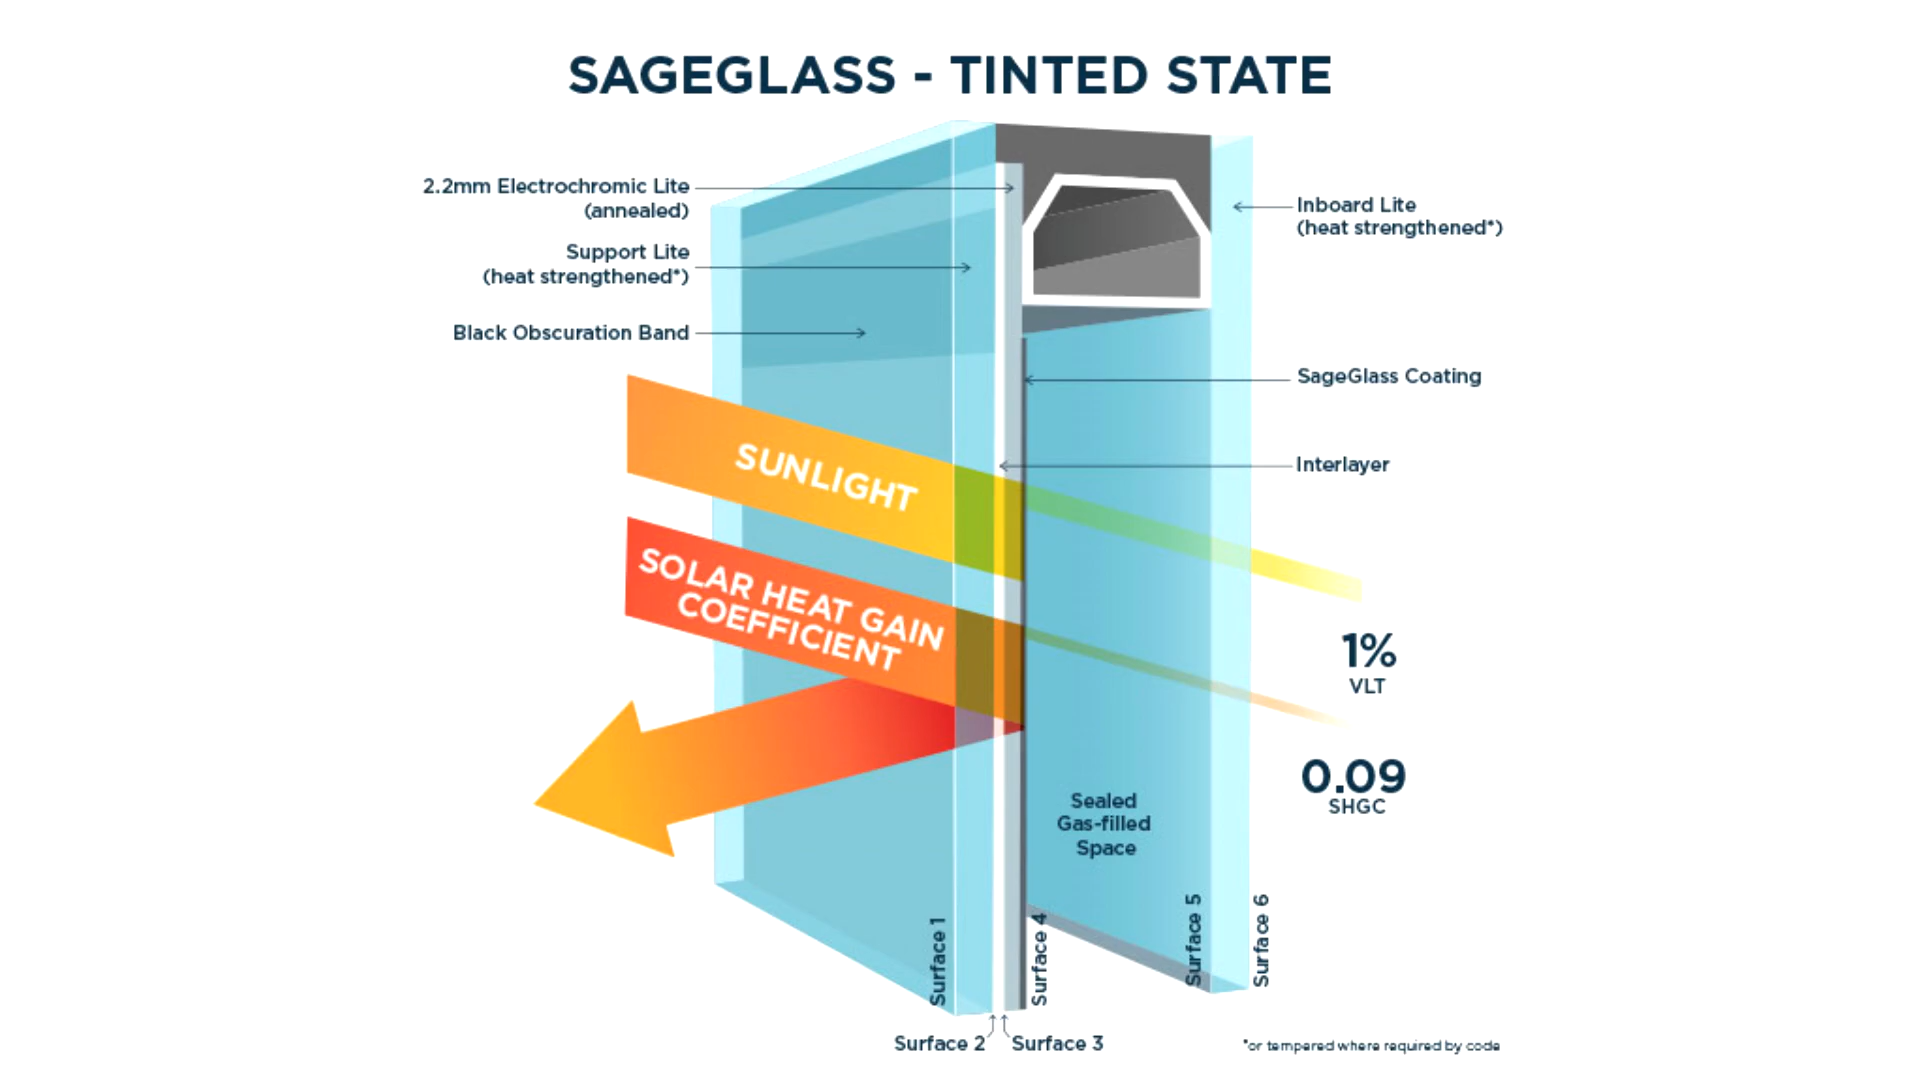 SAGEGLASS - TINTED STATE
2.2mm Electrochromic Lite
(annealed)
Support Lite
(heat strengthened*)
Black Obscuration Band
Inboard Lite
(heat strengthened*)
SageGlass Coating
Interlayer
SUNLIGHT
SOLAR HEAT GAIN
COEFFICIENT
1%
VLT
0.09
SHGC
Sealed
Gas-filled
Space
Surface 1
Surface 2
Surface 3
Surface 4
Surface 5
Surface 6
*or tempered where required by code